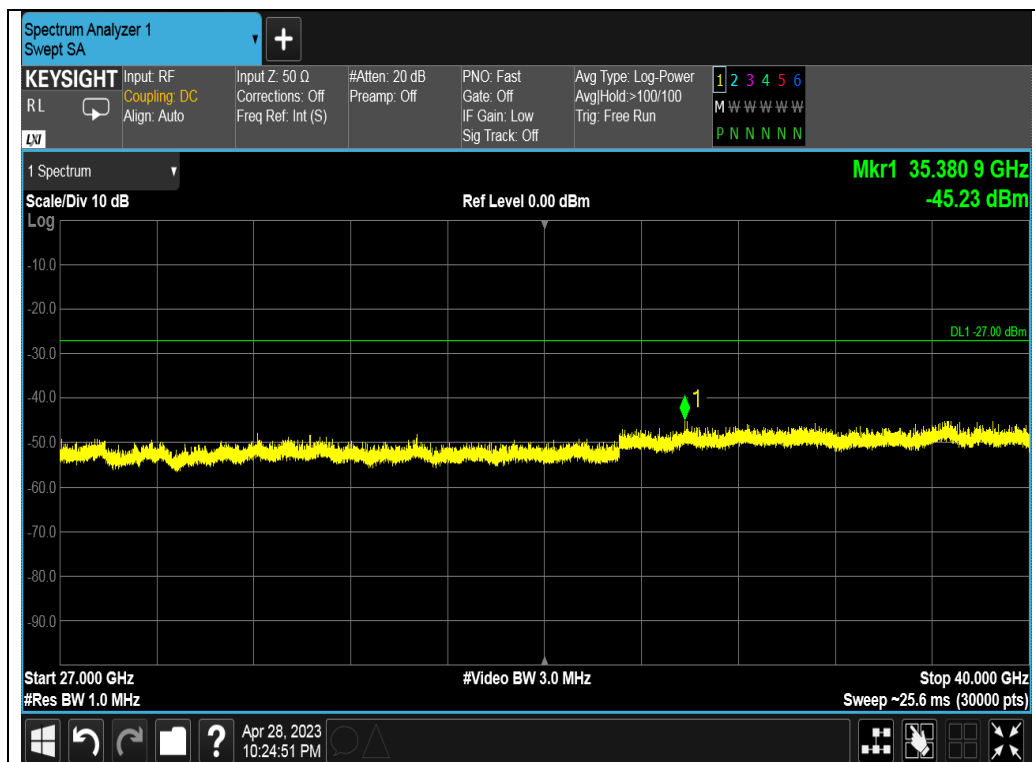 Spectrum Analyzer 1
Swept SA
+
KEYSIGHT Input: RF Input Z: 50 Ω #Atten: 20 dB PNO: Fast Avg Type: Log-Power 1 2 3 4 5 6
RL Coupling: DC Corrections: Off Preamp: Off Gate: Off Avg|Hold:>100/100 M W W W W W
Align: Auto Freq Ref: Int (S) IF Gain: Low Trig: Free Run
LXI Sig Track: Off P N N N N N
1 Spectrum Mkr1 35.380 9 GHz
Scale/Div 10 dB Ref Level 0.00 dBm -45.23 dBm
Log
-10.0
-20.0
DL1 -27.00 dBm
-30.0
-40.0
1
-50.0
-60.0
-70.0
-80.0
-90.0
Start 27.000 GHz #Video BW 3.0 MHz Stop 40.000 GHz
#Res BW 1.0 MHz Sweep ~25.6 ms (30000 pts)
? Apr 28, 2023
10:24:51 PM